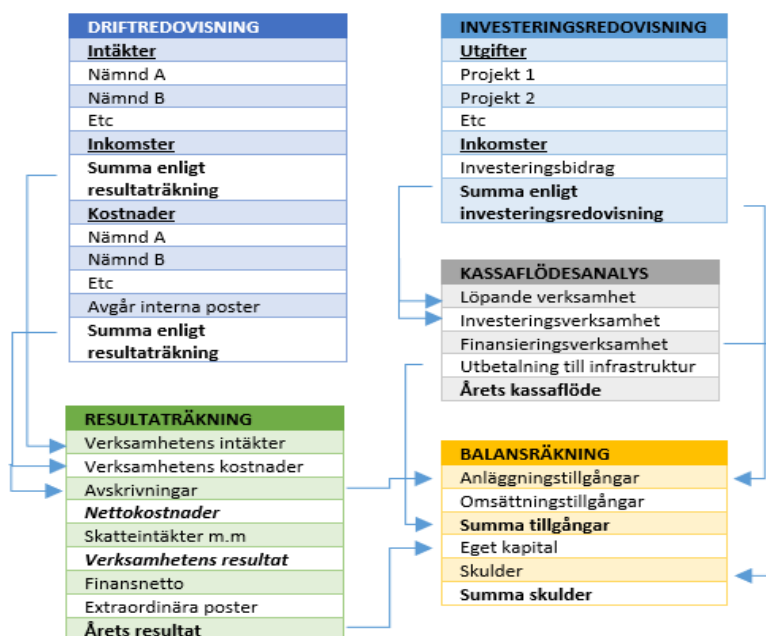 DRIFTREDOVISNING
Intäkter
Nämnd A
Nämnd B
Etc
Inkomster
Summa enligt
resultaträkning
Kostnader
Nämnd A
Nämnd B
Etc
Avgår interna poster
Summa enligt
resultaträkning
INVESTERINGSREDOVISNING
Utgifter
Projekt 1
Projekt 2
Etc
Inkomster
Investeringsbidrag
Summa enligt
investeringsredovisning
KASSAFLÖDESANALYS
Löpande verksamhet
Investeringsverksamhet
Finansieringsverksamhet
Utbetalning till infrastruktur
Årets kassaflöde
RESULTATRÄKNING
Verksamhetens intäkter
Verksamhetens kostnader
Avskrivningar
Nettokostnader
Skatteintäkter m.m
Verksamhetens resultat
Finansnetto
Extraordinära poster
Årets resultat
BALANSRÄKNING
Anläggningstillgångar
Omsättningstillgångar
Summa tillgångar
Eget kapital
Skulder
Summa skulder